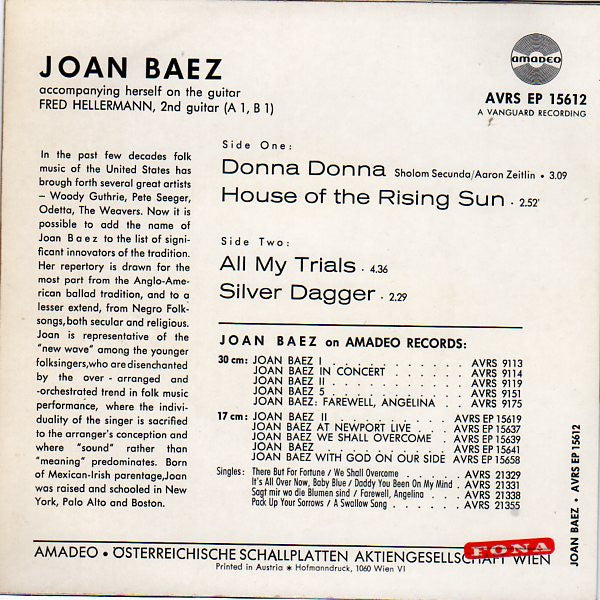 JOAN BAEZ
accompanying herself on the guitar
FRED HELLERMANN, 2nd guitar (A 1, B 1)
amadeo
AVRS EP 15612
A VANGUARD RECORDING
In the past few decades folk
music of the United States has
brough forth several great artists
– Woody Guthrie, Pete Seeger,
Odetta, The Weavers. Now it is
possible to add the name of
Joan Baez to the list of signi-
ficant innovators of the tradition.
Her repertory is drawn for the
most part from the Anglo-Ame-
rican ballad tradition, and to a
lesser extend, from Negro Folk-
songs, both secular and religious.
Joan is representative of the
"new wave" among the younger
folksingers, who are disenchanted
by the over - arranged and
-orchestrated trend in folk music
performance, where the indivi-
duality of the singer is sacrified
to the arranger's conception and
where "sound" rather than
"meaning" predominates. Born
of Mexican-Irish parentage, Joan
was raised and schooled in New
York, Palo Alto and Boston.
Side One:
Donna Donna Sholom Secunda/Aaron Zeitlin • 3.09
House of the Rising Sun • 2.52'
Side Two:
All My Trials • 4.36
Silver Dagger • 2.29
JOAN BAEZ on AMADEO RECORDS:
30 cm: JOAN BAEZ I . . . . . . . . . . . . AVRS 9113
JOAN BAEZ IN CONCERT . . . . . . . AVRS 9114
JOAN BAEZ II . . . . . . . . . . . . AVRS 9119
JOAN BAEZ 5 . . . . . . . . . . . . AVRS 9151
JOAN BAEZ: FAREWELL, ANGELINA . . . AVRS 9175
17 cm: JOAN BAEZ II . . . . . . . . . . AVRS EP 15619
JOAN BAEZ AT NEWPORT LIVE . . . . AVRS EP 15637
JOAN BAEZ WE SHALL OVERCOME . AVRS EP 15639
JOAN BAEZ . . . . . . . . . . . AVRS EP 15641
JOAN BAEZ WITH GOD ON OUR SIDE AVRS EP 15658
Singles: There But For Fortune / We Shall Overcome . . . AVRS 21329
It's All Over Now, Baby Blue / Daddy You Been On My Mind . AVRS 21331
Sagt mir wo die Blumen sind / Farewell, Angelina . . . AVRS 21338
Pack Up Your Sorrows / A Swallow Song . . . . . AVRS 21355
JOAN BAEZ • AVRS EP 15612
AMADEO • ÖSTERREICHISCHE SCHALLPLATTEN AKTIENGESELLSCHAFT WIEN
FONA
Printed in Austria ✶ Hofmanndruck, 1060 Wien VI